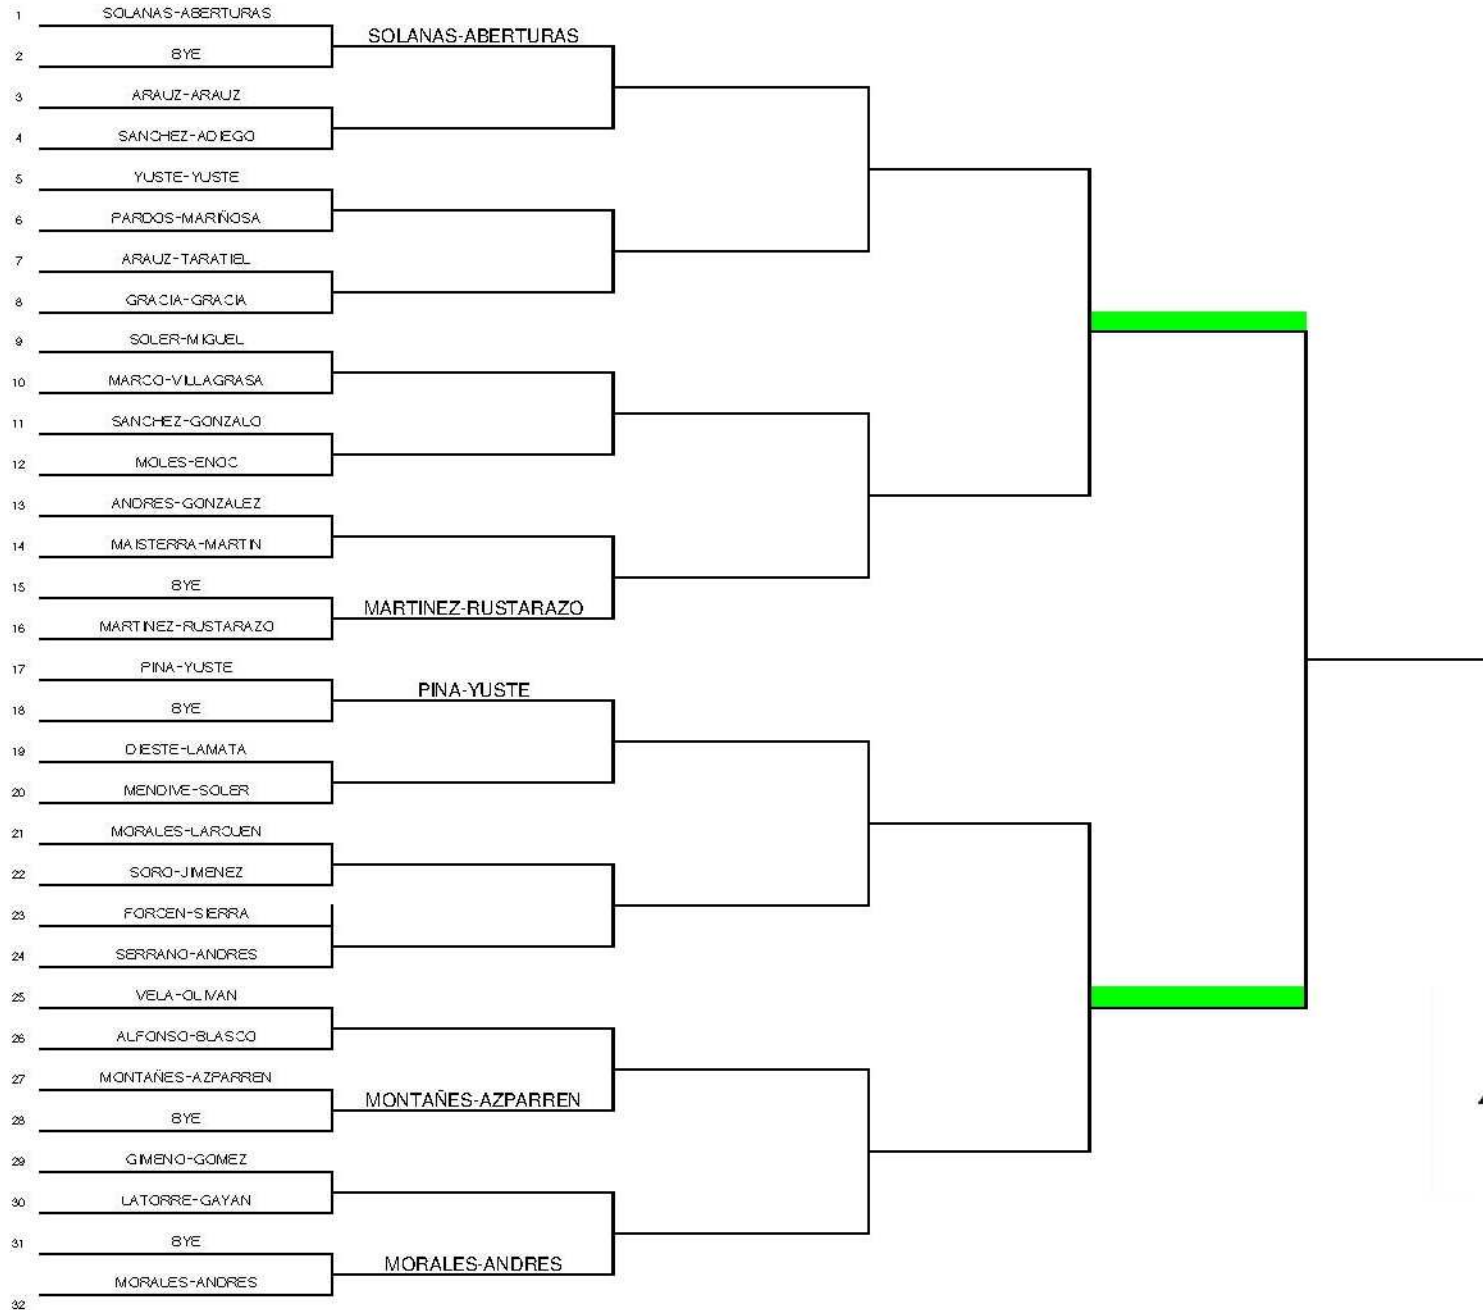 1 SOLANAS-ABERTURAS
SOLANAS-ABERTURAS
2 BYE
3 ARAUZ-ARAUZ
4 SANCHEZ-ADIEGO
5 YUSTE-YUSTE
6 PARDOS-MARIÑOSA
7 ARAUZ-TARATIEL
8 GRACIA-GRACIA
9 SOLER-MIGUEL
10 MARCO-VILLAGRASA
11 SANCHEZ-GONZALO
12 MOLES-ENOC
13 ANDRES-GONZALEZ
14 MAISTERRA-MARTIN
15 BYE
MARTINEZ-RUSTARAZO
16 MARTINEZ-RUSTARAZO
17 PINA-YUSTE
PINA-YUSTE
18 BYE
19 DIESTE-LAMATA
20 MENDIVE-SOLER
21 MORALES-LARQUEN
22 SORO-JIMENEZ
23 FORCEN-SIERRA
24 SERRANO-ANDRES
25 VELA-OLIVAN
26 ALFONSO-BLASCO
27 MONTAÑES-AZPARREN
MONTAÑES-AZPARREN
28 BYE
29 GIMENO-GOMEZ
30 LATORRE-GAYAN
31 BYE
MORALES-ANDRES
MORALES-ANDRES
32